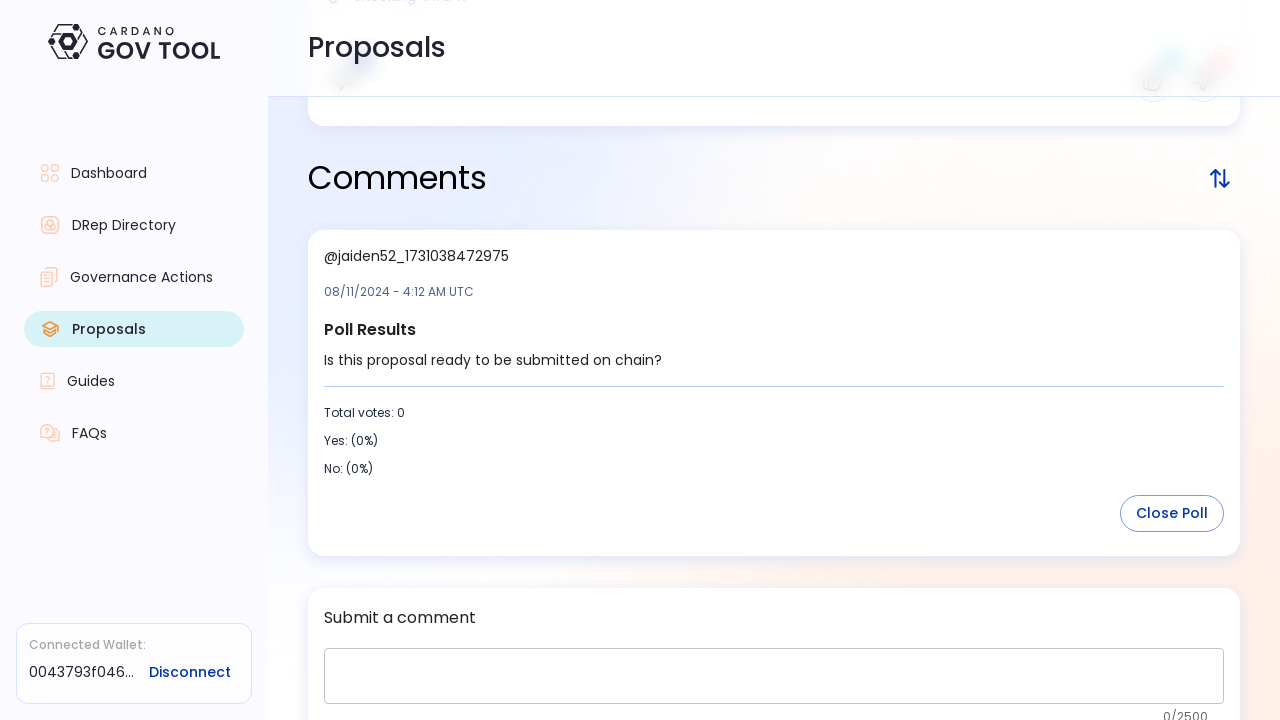 CARDANO
GOV TOOL
Proposals
Dashboard
DRep Directory
Governance Actions
Proposals
Guides
FAQs
Connected Wallet:
0043793f046...
Disconnect
Comments
@jaiden52_1731038472975
08/11/2024 - 4:12 AM UTC
Poll Results
Is this proposal ready to be submitted on chain?
Total votes: 0
Yes: (0%)
No: (0%)
Close Poll
Submit a comment
0/2500